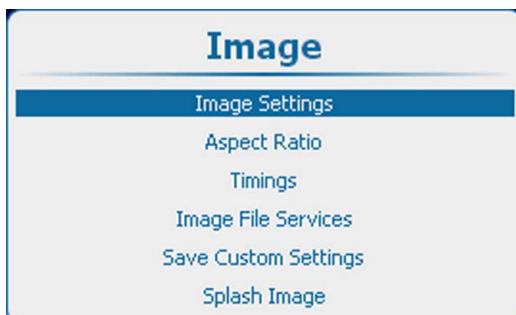 Image
Image Settings
Aspect Ratio
Timings
Image File Services
Save Custom Settings
Splash Image